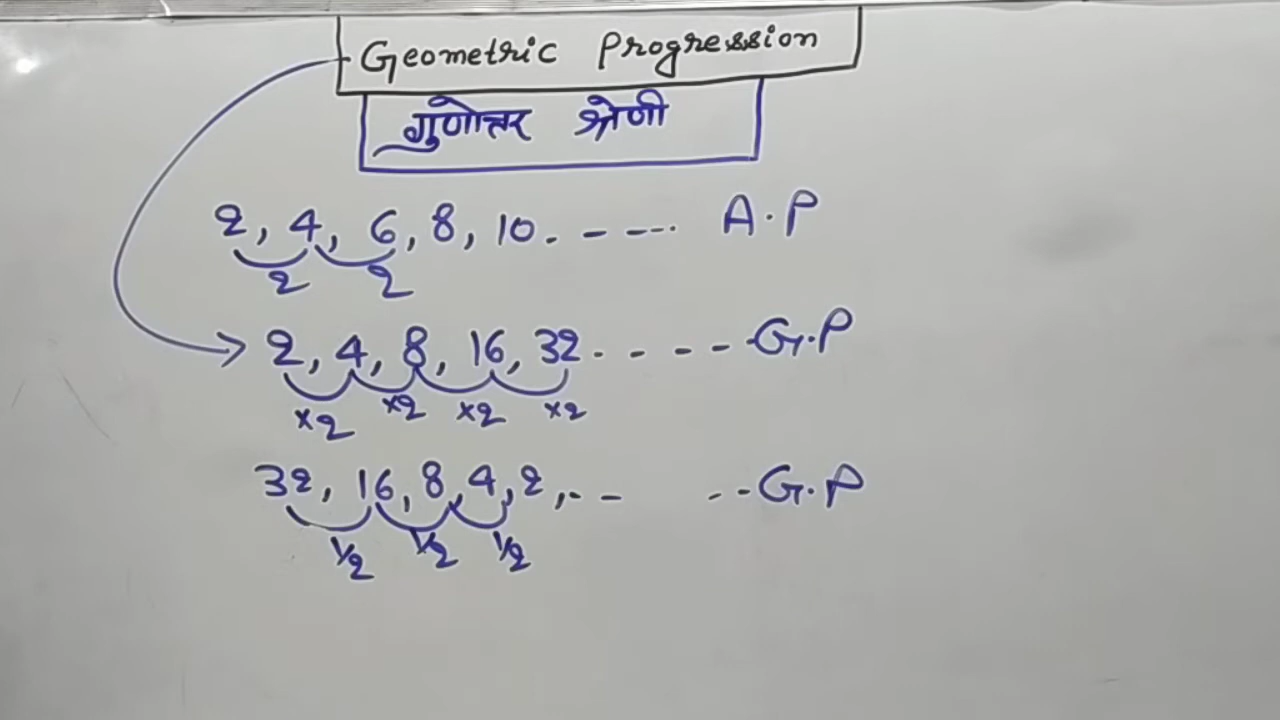 Geometric Progression
गुणोत्तर श्रेणी
2, 4, 6, 8, 10. - - --. A.P
2 2
2, 4, 8, 16, 32. - - - - G.P
×2 ×2 ×2 ×2
32, 16, 8, 4, 2, -- --- G.P
1/2 1/2 1/2